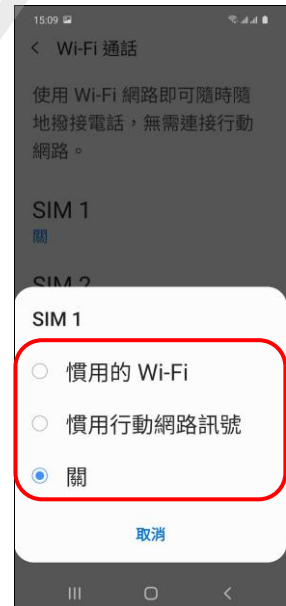 15:09
Wi-Fi 通話
使用 Wi-Fi 網路即可隨時隨
地撥接電話，無需連接行動
網路。
SIM 1
關
SIM 2
SIM 1
慣用的 Wi-Fi
慣用行動網路訊號
關
取消